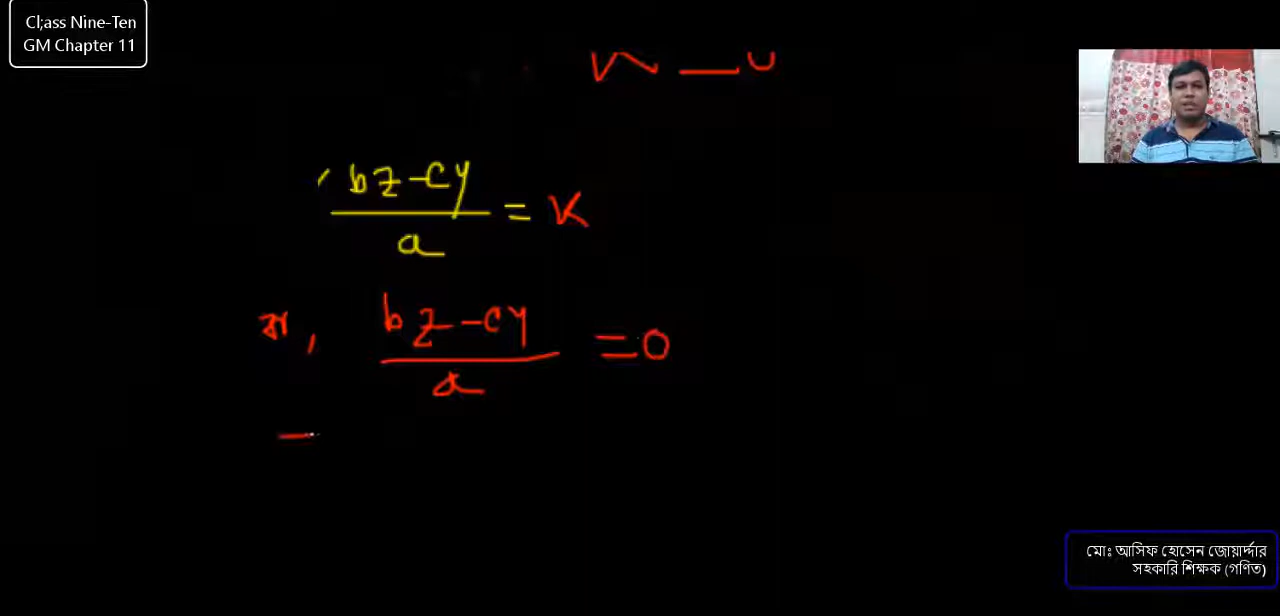 Cl;ass Nine-Ten
GM Chapter 11
bz-cy
a
= K
বা, bz-cy
a
=0
মোঃ আসিফ হোসেন জোয়ার্দ্দার
সহকারি শিক্ষক (গণিত)